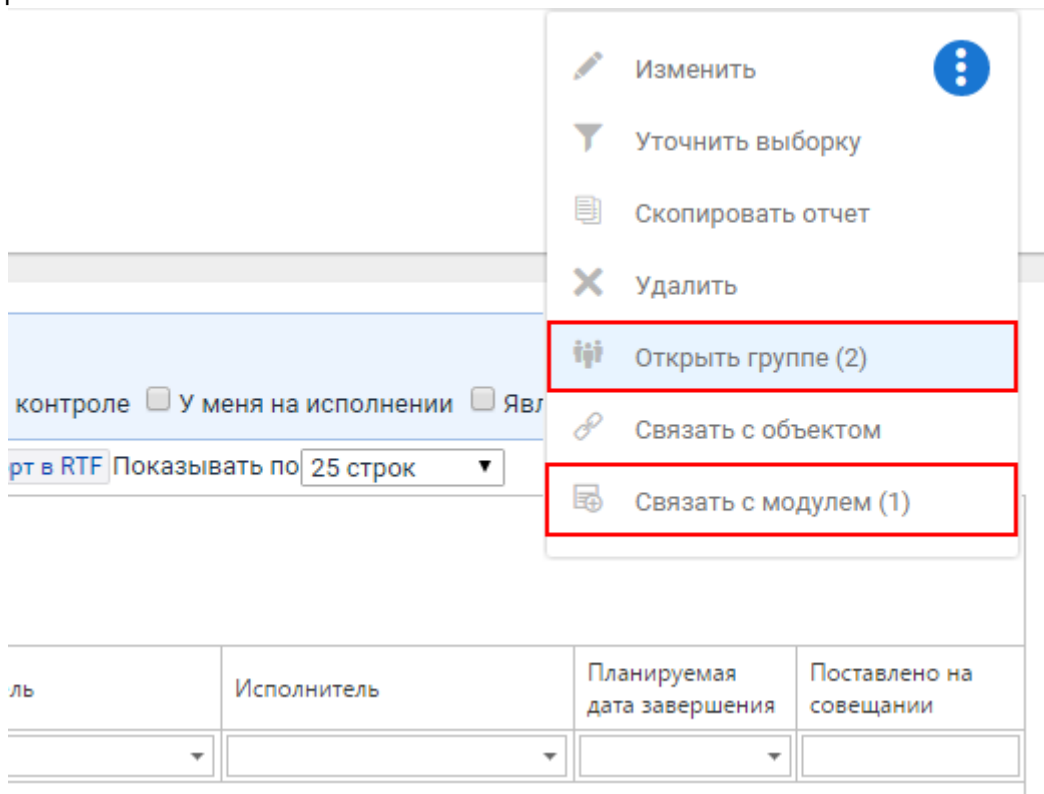 Изменить
Уточнить выборку
Скопировать отчет
Удалить
Открыть группе (2)
контроле У меня на исполнении Явл
Связать с объектом
рт в RTF Показывать по 25 строк
Связать с модулем (1)
ль Исполнитель Планируемая дата завершения Поставлено на совещании